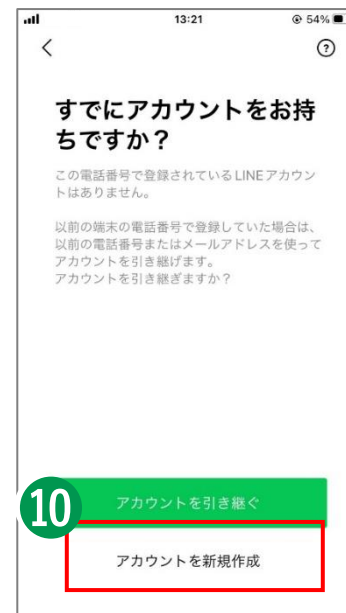 13:21
54%
?
すでにアカウントをお持
ちですか？
この電話番号で登録されているLINEアカウン
トはありません。
以前の端末の電話番号で登録していた場合は、
以前の電話番号またはメールアドレスを使って
アカウントを引き継げます。
アカウントを引き継ぎますか？
10
アカウントを引き継ぐ
アカウントを新規作成